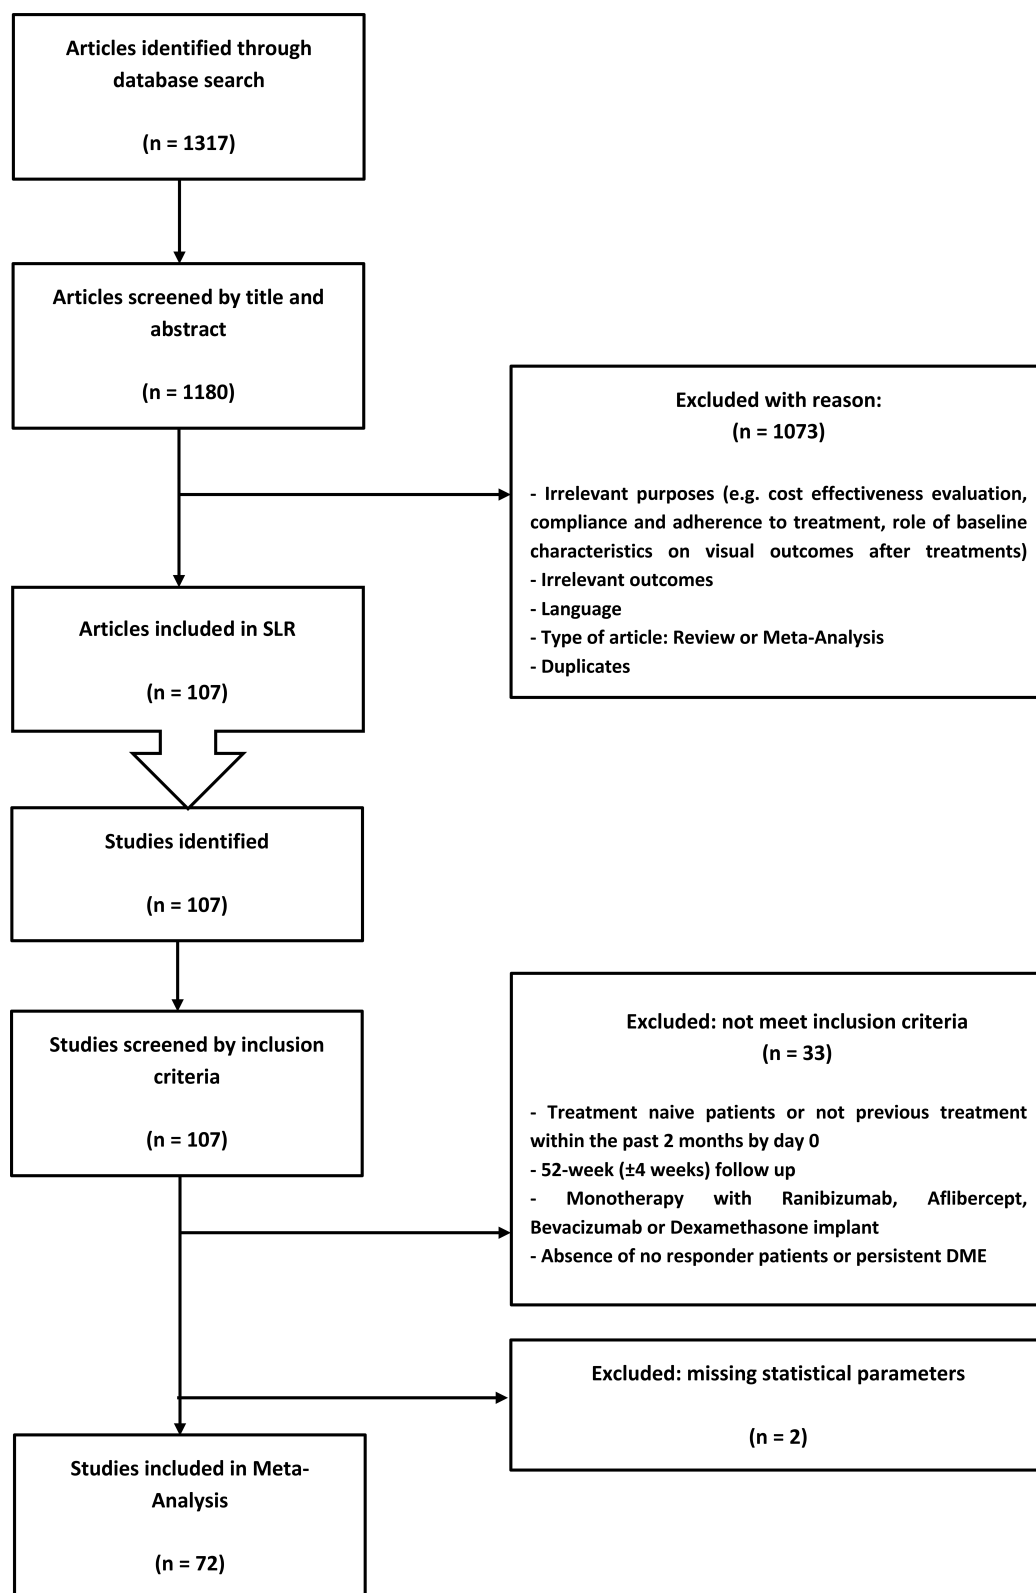 Articles identified through
database search
(n = 1317)
Articles screened by title and
abstract
(n = 1180)
Excluded with reason:
(n = 1073)
- Irrelevant purposes (e.g. cost effectiveness evaluation,
compliance and adherence to treatment, role of baseline
characteristics on visual outcomes after treatments)
- Irrelevant outcomes
- Language
- Type of article: Review or Meta-Analysis
- Duplicates
Articles included in SLR
(n = 107)
Studies identified
(n = 107)
Studies screened by inclusion
criteria
(n = 107)
Excluded: not meet inclusion criteria
(n = 33)
- Treatment naive patients or not previous treatment
within the past 2 months by day 0
- 52-week (±4 weeks) follow up
- Monotherapy with Ranibizumab, Aflibercept,
Bevacizumab or Dexamethasone implant
- Absence of no responder patients or persistent DME
Excluded: missing statistical parameters
(n = 2)
Studies included in Meta-
Analysis
(n = 72)